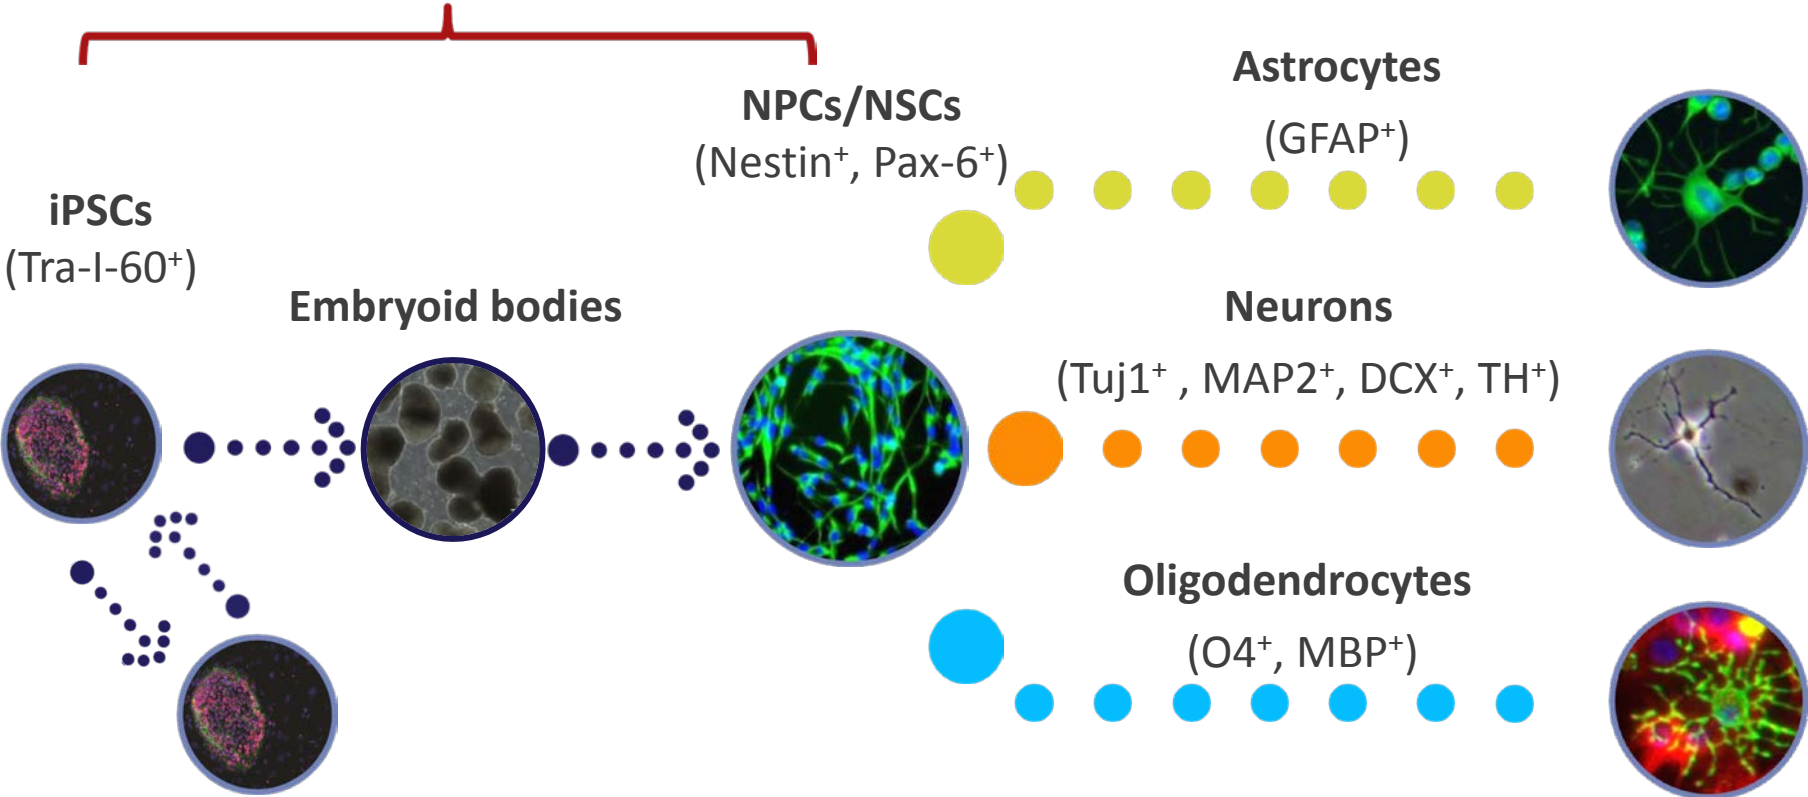 iPSCs
(Tra-I-60⁺)
Embryoid bodies
NPCs/NSCs
(Nestin⁺, Pax-6⁺)
Astrocytes
(GFAP⁺)
Neurons
(Tuj1⁺ , MAP2⁺, DCX⁺, TH⁺)
Oligodendrocytes
(O4⁺, MBP⁺)